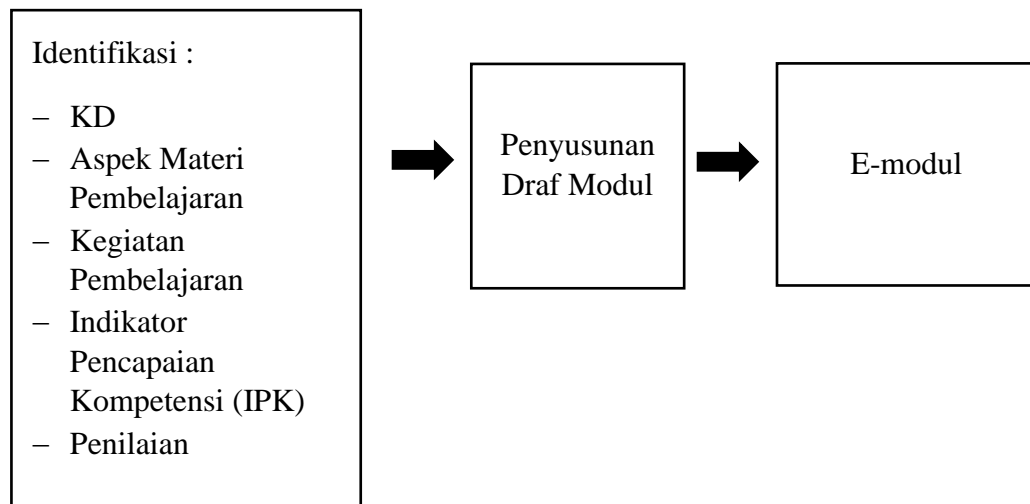 Identifikasi :
– KD
– Aspek Materi
Pembelajaran
– Kegiatan
Pembelajaran
– Indikator
Pencapaian
Kompetensi (IPK)
– Penilaian
Penyusunan
Draf Modul
E-modul